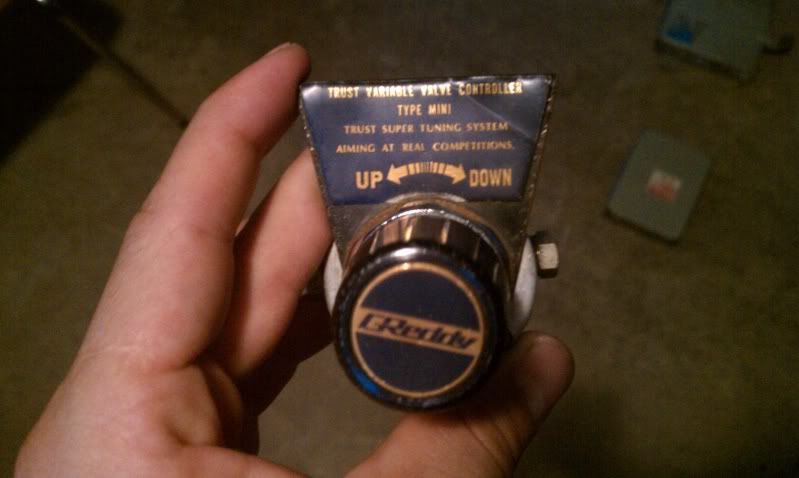 TRUST VARIABLE VALVE CONTROLLER
TYPE MINI
TRUST SUPER TUNING SYSTEM
AIMING AT REAL COMPETITIONS.
UP DOWN
GReddy